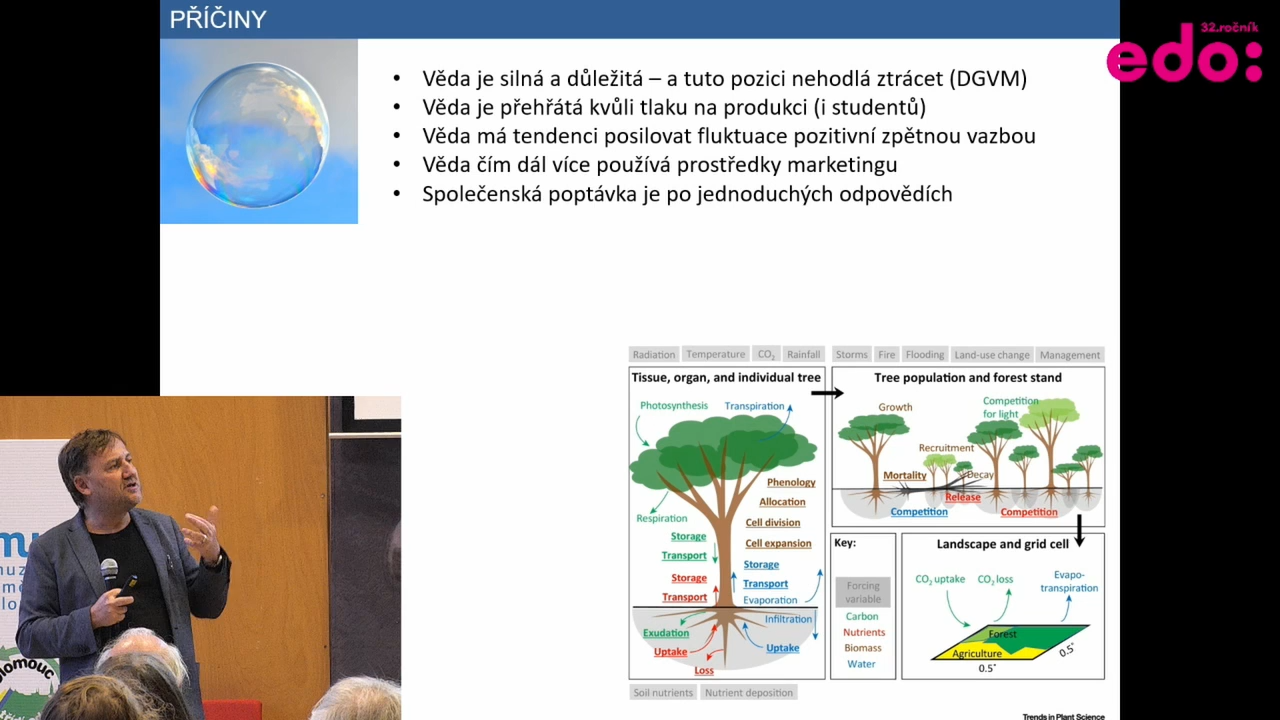 PŘÍČINY
32.ročník
edo:
• Věda je silná a důležitá – a tuto pozici nehodlá ztrácet (DGVM)
• Věda je přehřátá kvůli tlaku na produkci (i studentů)
• Věda má tendenci posilovat fluktuace pozitivní zpětnou vazbou
• Věda čím dál více používá prostředky marketingu
• Společenská poptávka je po jednoduchých odpovědích
Radiation Temperature CO₂ Rainfall
Storms Fire Flooding Land-use change Management
Tissue, organ, and individual tree
Photosynthesis
Transpiration
Phenology
Allocation
Respiration
Cell division
Storage
Cell expansion
Transport
Storage
Storage
Transport
Transport
Evaporation
Infiltration
Exudation
Uptake
Uptake
Loss
Soil nutrients Nutrient deposition
Tree population and forest stand
Growth
Competition
for light
Recruitment
Mortality
Decay
Release
Competition
Competition
Key:
Forcing
variable
Carbon
Nutrients
Biomass
Water
Landscape and grid cell
CO₂ uptake
CO₂ loss
Evapo-
transpiration
Forest
Agriculture
0.5°
0.5°
Trends in Plant Science
muz
lomouc